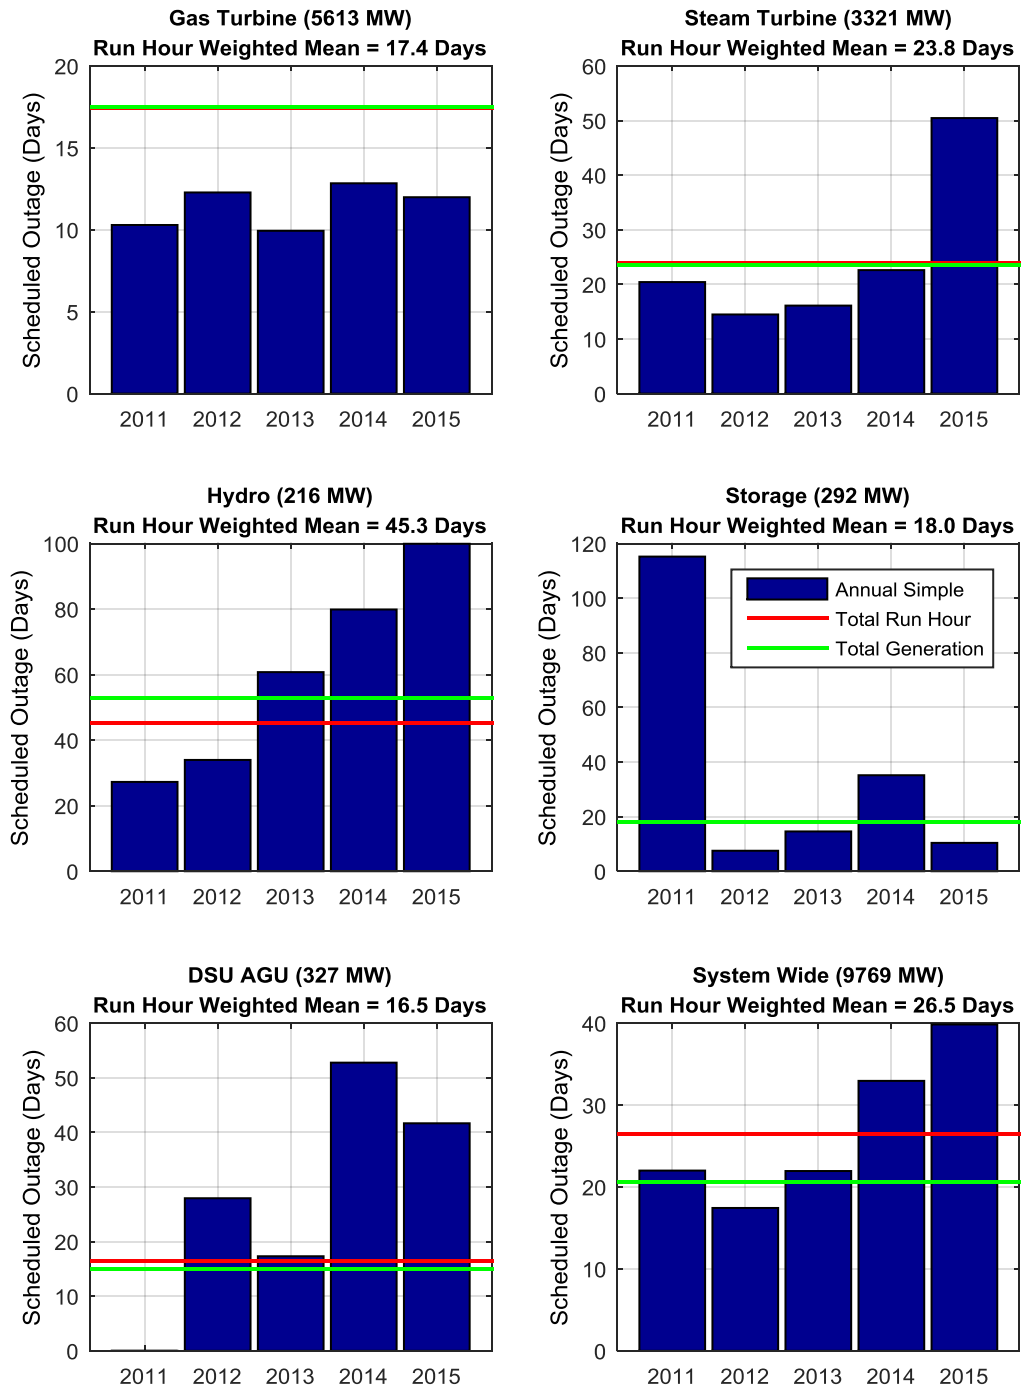 Gas Turbine (5613 MW)
Run Hour Weighted Mean = 17.4 Days
Scheduled Outage (Days)
20
15
10
5
0
2011 2012 2013 2014 2015
Steam Turbine (3321 MW)
Run Hour Weighted Mean = 23.8 Days
Scheduled Outage (Days)
60
50
40
30
20
10
0
2011 2012 2013 2014 2015
Hydro (216 MW)
Run Hour Weighted Mean = 45.3 Days
Scheduled Outage (Days)
100
80
60
40
20
0
2011 2012 2013 2014 2015
Storage (292 MW)
Run Hour Weighted Mean = 18.0 Days
Scheduled Outage (Days)
120
100
80
60
40
20
0
Annual Simple
Total Run Hour
Total Generation
2011 2012 2013 2014 2015
DSU AGU (327 MW)
Run Hour Weighted Mean = 16.5 Days
Scheduled Outage (Days)
60
50
40
30
20
10
0
2011 2012 2013 2014 2015
System Wide (9769 MW)
Run Hour Weighted Mean = 26.5 Days
Scheduled Outage (Days)
40
30
20
10
0
2011 2012 2013 2014 2015